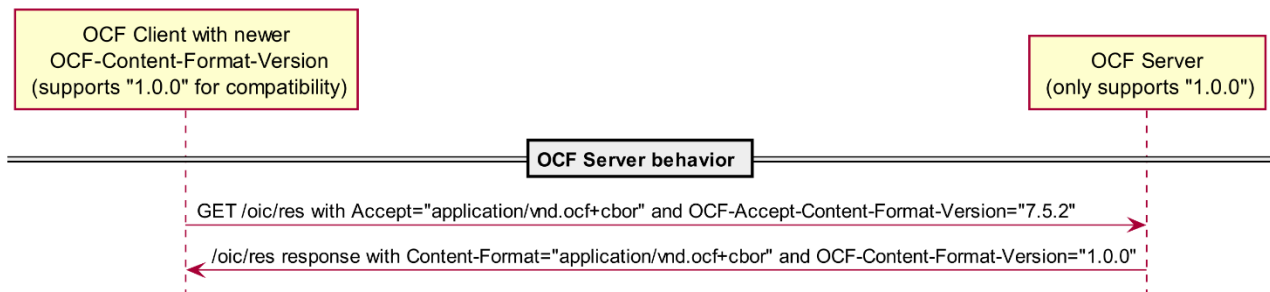 OCF Client with newer
OCF-Content-Format-Version
(supports "1.0.0" for compatibility)
OCF Server
(only supports "1.0.0")
OCF Server behavior
GET /oic/res with Accept="application/vnd.ocf+cbor" and OCF-Accept-Content-Format-Version="7.5.2"
/oic/res response with Content-Format="application/vnd.ocf+cbor" and OCF-Content-Format-Version="1.0.0"